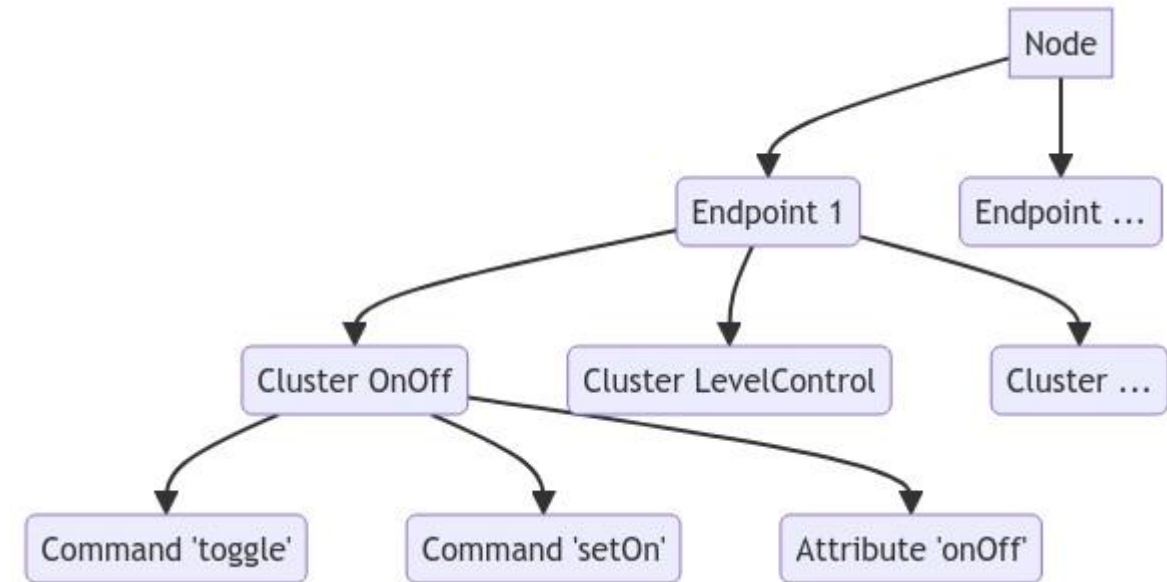 Node
Endpoint 1
Endpoint ...
Cluster OnOff
Cluster LevelControl
Cluster ...
Command 'toggle'
Command 'setOn'
Attribute 'onOff'